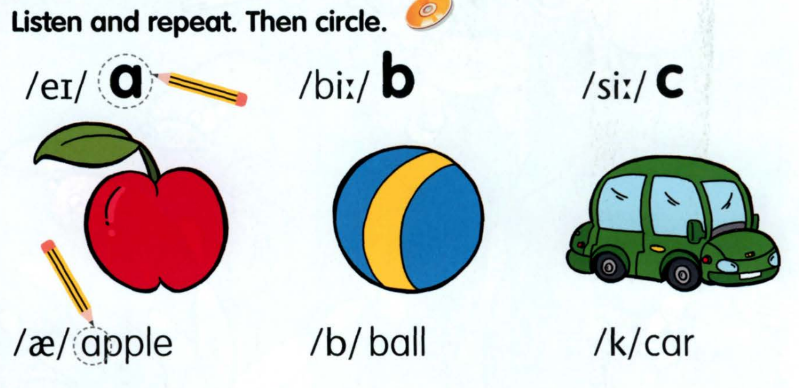 Listen and repeat. Then circle.
/eɪ/ a /biː/ b /siː/ c
/æ/ apple /b/ ball /k/ car